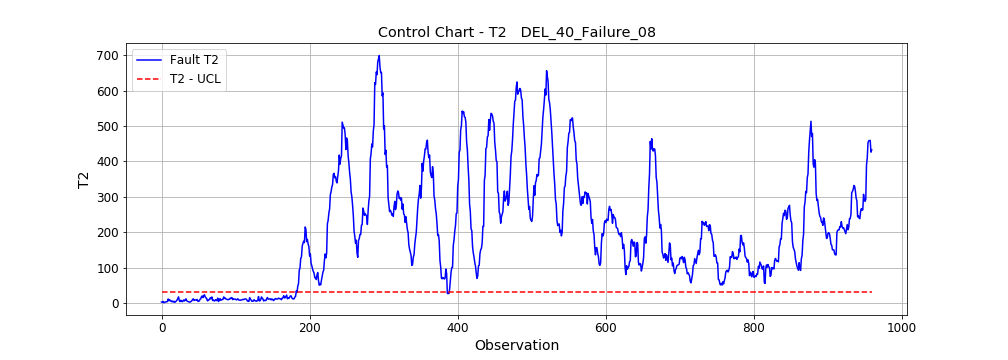 Control Chart - T2   DEL_40_Failure_08
Fault T2
T2 - UCL
T2
700
600
500
400
300
200
100
0
0 200 400 600 800 1000
Observation